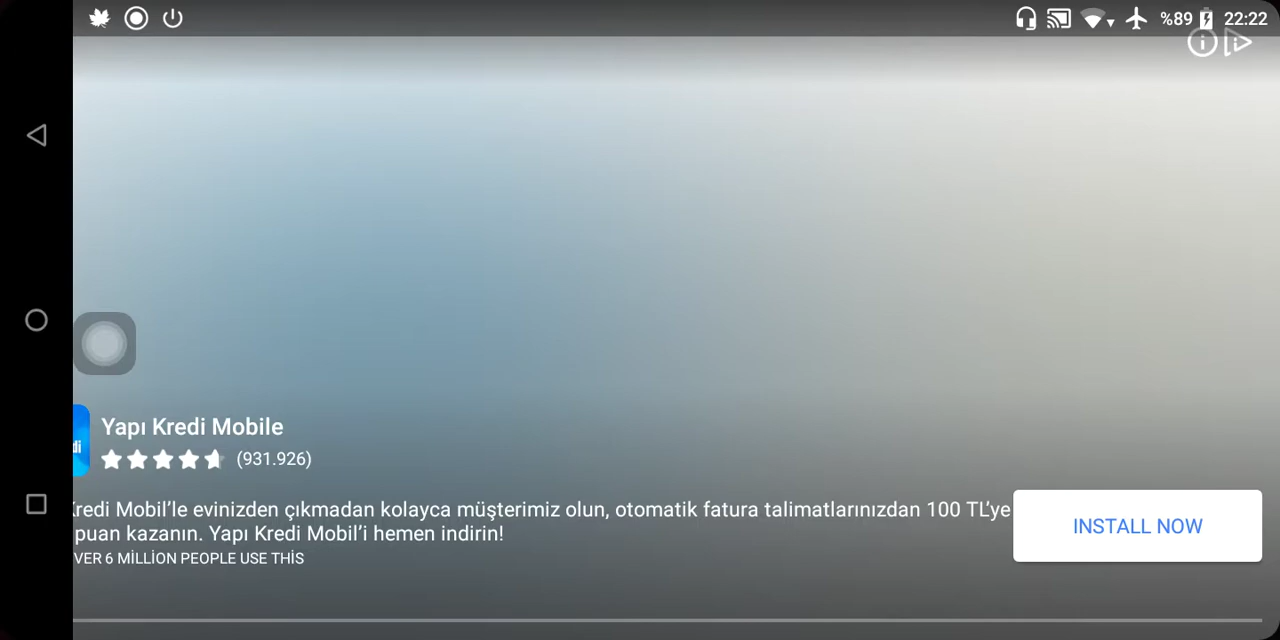 %89 22:22
di
Yapı Kredi Mobile
(931.926)
Kredi Mobil’le evinizden çıkmadan kolayca müşterimiz olun, otomatik fatura talimatlarınızdan 100 TL’ye
puan kazanın. Yapı Kredi Mobil’i hemen indirin!
VER 6 MİLLİON PEOPLE USE THİS
INSTALL NOW